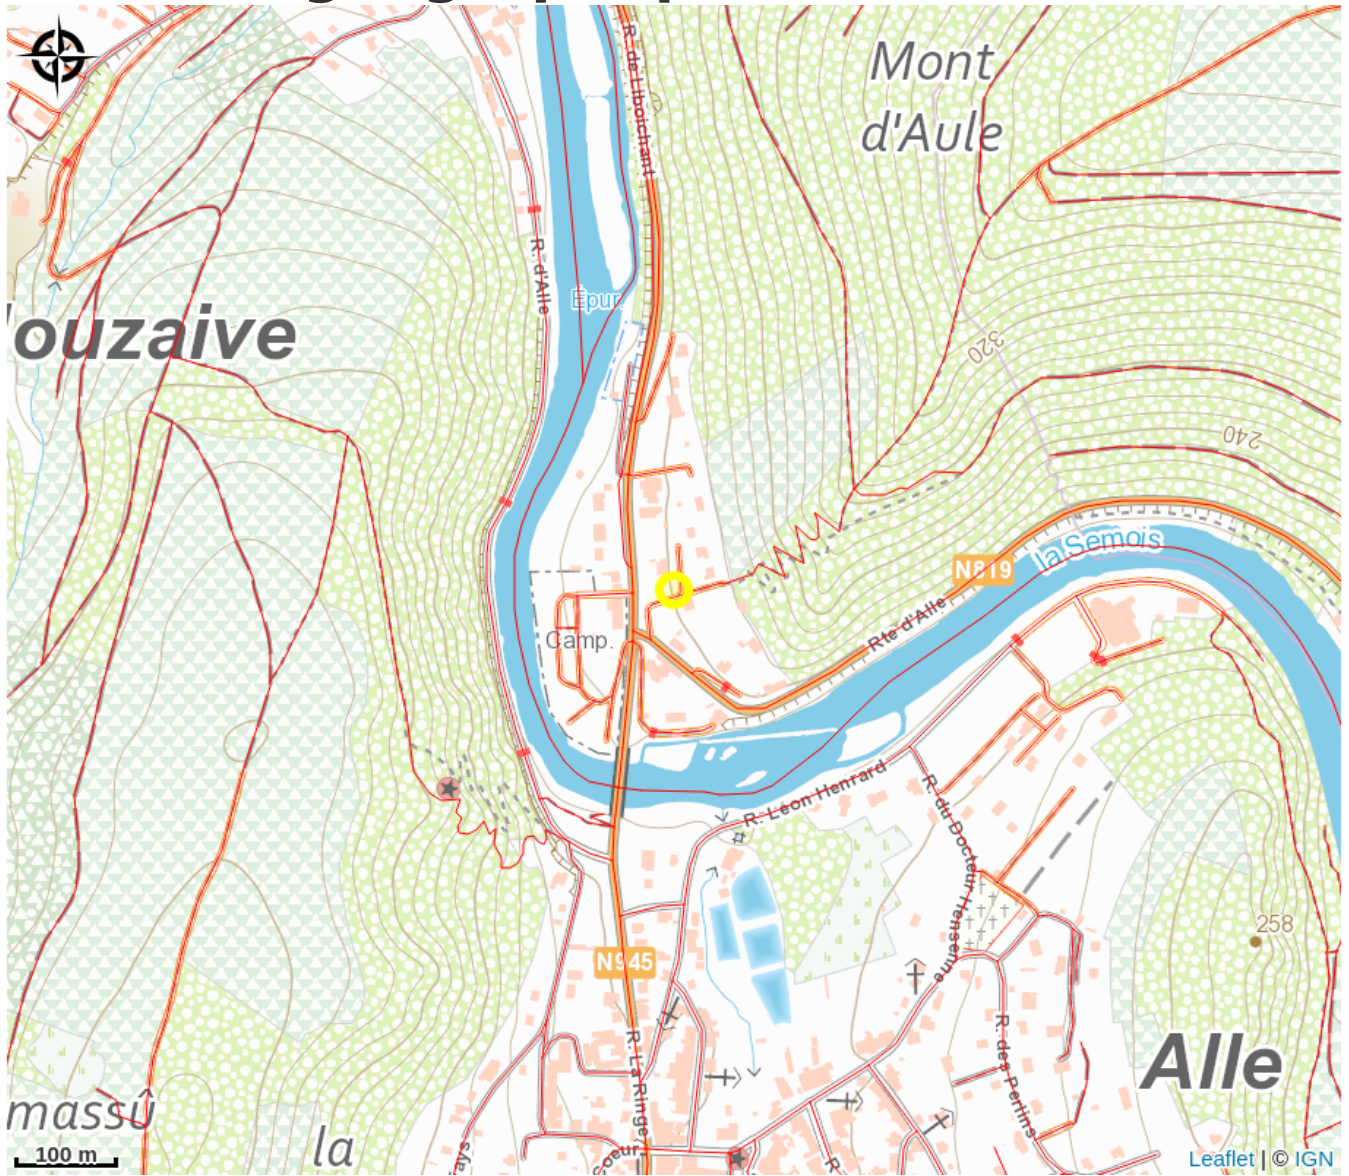 R. de Liboichant
Mont
d'Aule
R. d'Alle
Épur.
ouzaive
320
240
la Semois
N819
Rte d'Alle
Camp.
R. Léon Henrard
R. du Docteur Hensenne
258
N945
R. La Ringe
R. des Perlins
Alle
massû
la
100 m
Coeur
R.
Leaflet | © IGN